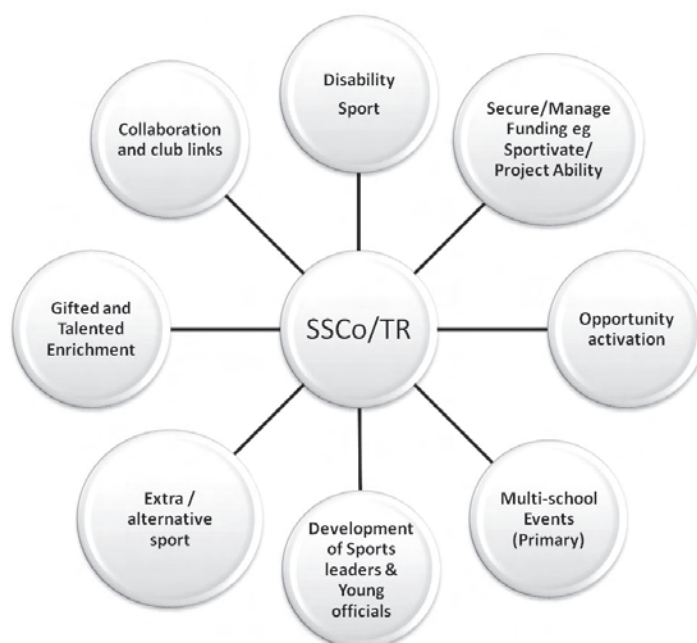 Disability
Sport
Secure/Manage
Funding eg
Sportivate/
Project Ability
Collaboration
and club links
Gifted and
Talented
Enrichment
SSCo/TR
Opportunity
activation
Extra /
alternative
sport
Development
of Sports
leaders &
Young
officials
Multi-school
Events
(Primary)